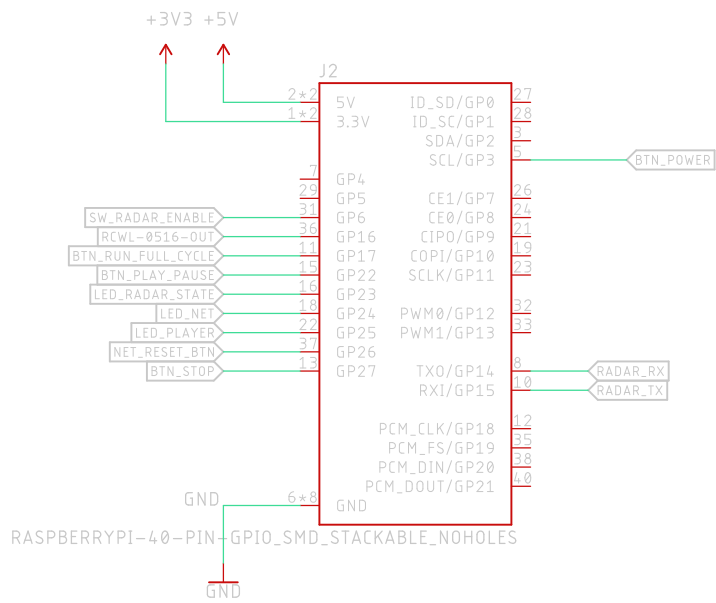 +3V3 +5V
J2
2*2 5V ID_SD/GP0 27
1*2 3.3V ID_SC/GP1 28
SDA/GP2 3
SCL/GP3 5 BTN_POWER
7 GP4
29 GP5 CE1/GP7 26
SW_RADAR_ENABLE 31 GP6 CE0/GP8 24
RCWL-0516-OUT 36 GP16 CIPO/GP9 21
BTN_RUN_FULL_CYCLE 11 GP17 COPI/GP10 19
BTN_PLAY_PAUSE 15 GP22 SCLK/GP11 23
LED_RADAR_STATE 16 GP23
LED_NET 18 GP24 PWM0/GP12 32
LED_PLAYER 22 GP25 PWM1/GP13 33
NET_RESET_BTN 37 GP26
BTN_STOP 13 GP27 TXO/GP14 8 RADAR_RX
RXI/GP15 10 RADAR_TX
PCM_CLK/GP18 12
PCM_FS/GP19 35
PCM_DIN/GP20 38
PCM_DOUT/GP21 40
GND 6*8 GND
RASPBERRYPI-40-PIN-GPIO_SMD_STACKABLE_NOHOLES
GND